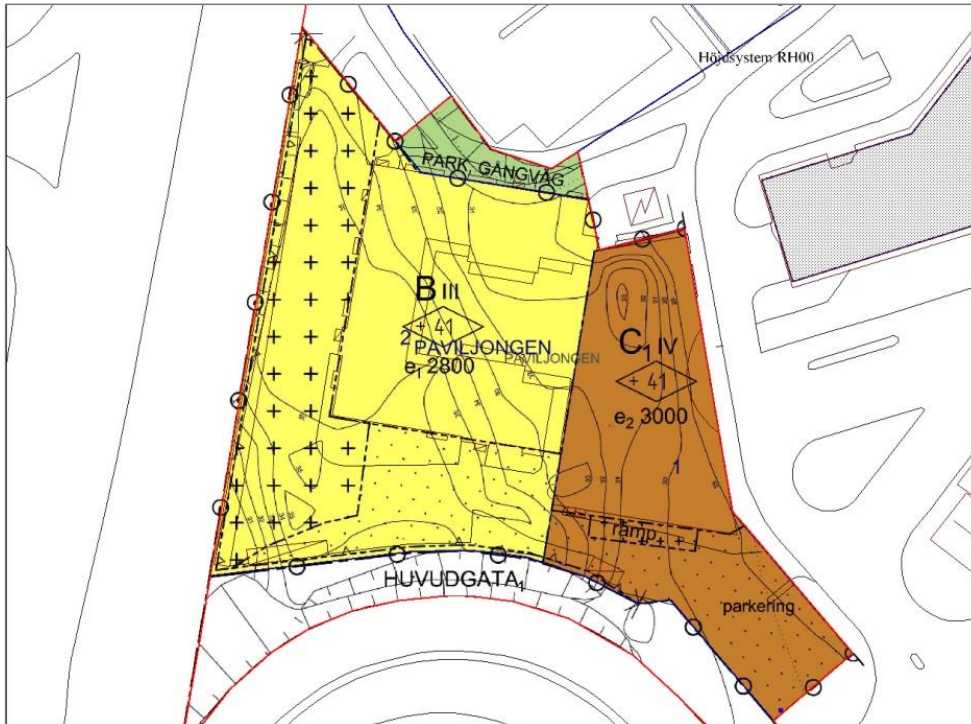 Höjdsystem RH00
PARK GÅNGVÄG
B III
+ 41
2 PAVILJONGEN
PAVILJONGEN
e1 2800
C1 IV
+ 41
e2 3000
1
ramp
HUVUDGATA1
parkering